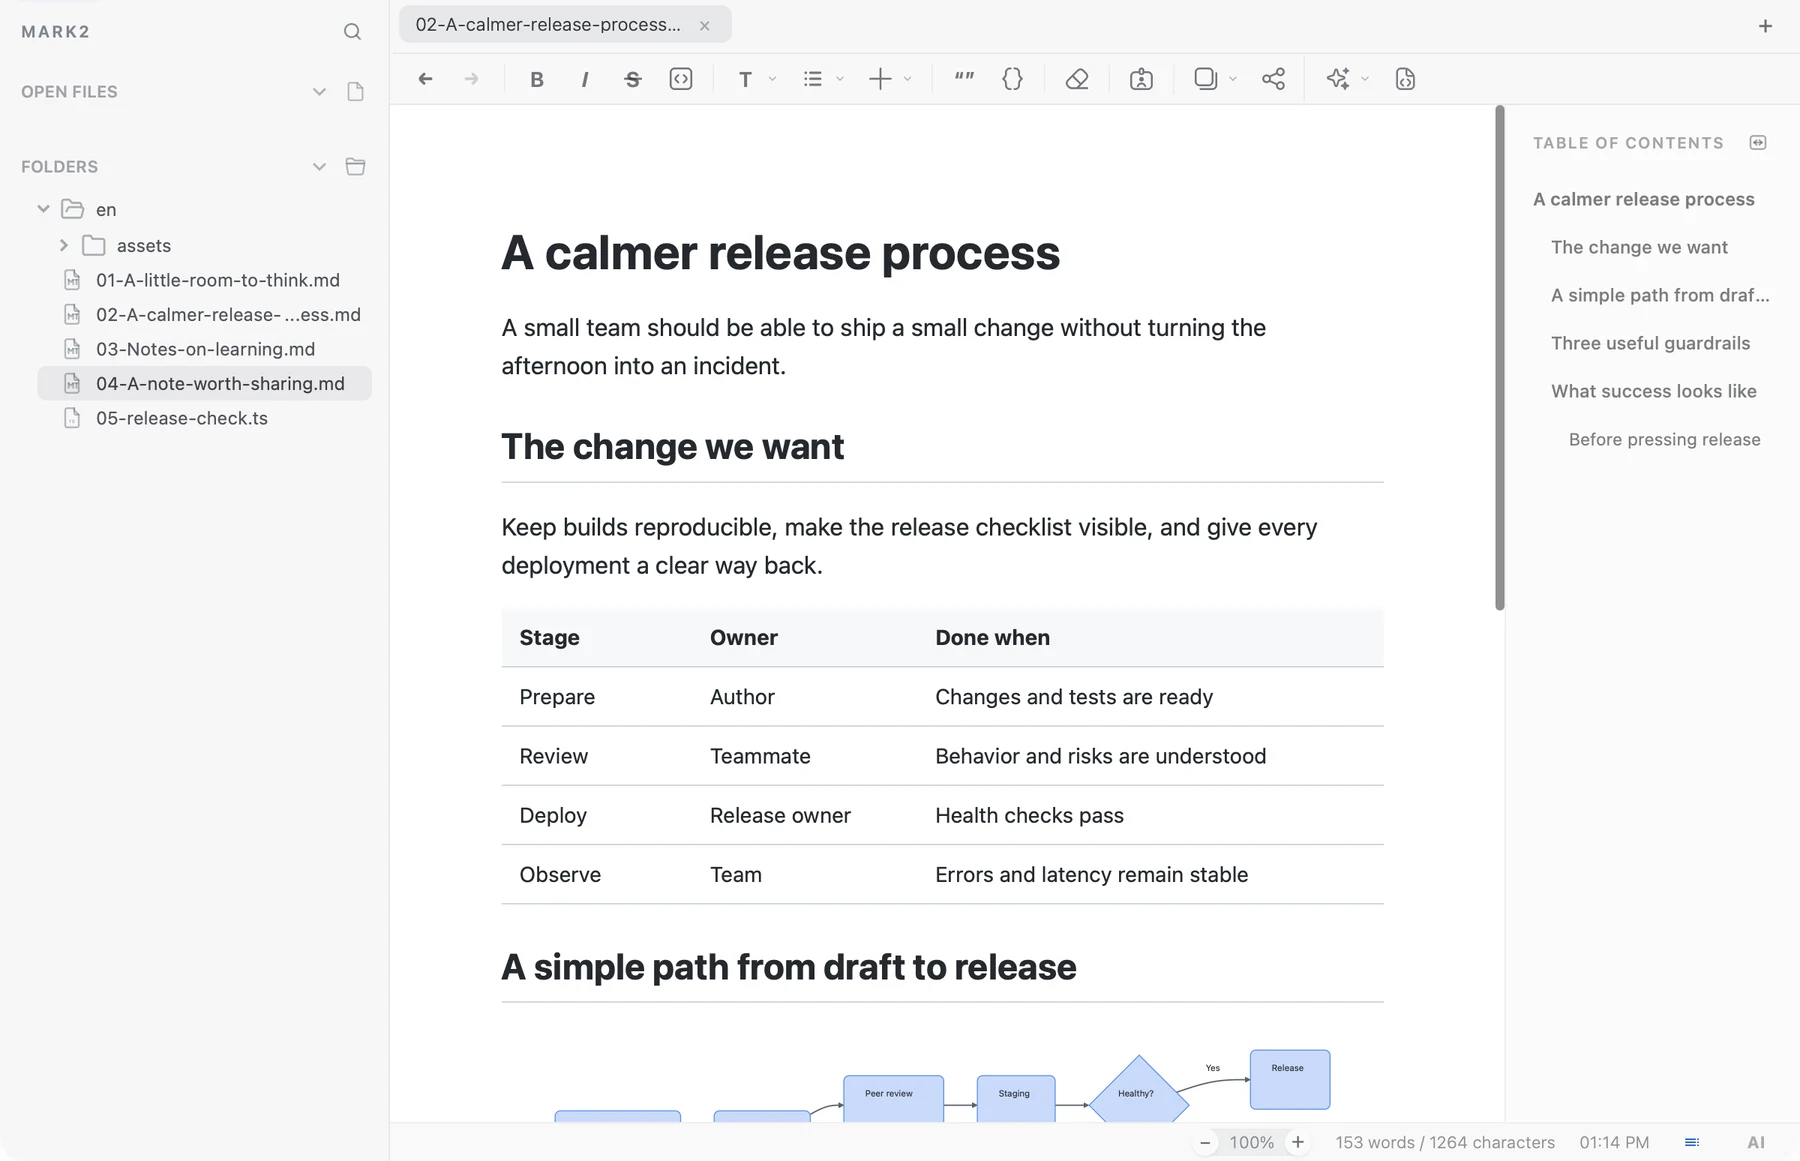 MARK2
OPEN FILES
FOLDERS
en
assets
01-A-little-room-to-think.md
02-A-calmer-release-...ess.md
03-Notes-on-learning.md
04-A-note-worth-sharing.md
05-release-check.ts
02-A-calmer-release-process...
B I S T “” {}
A calmer release process
A small team should be able to ship a small change without turning the
afternoon into an incident.
The change we want
Keep builds reproducible, make the release checklist visible, and give every
deployment a clear way back.
Stage Owner Done when
Prepare Author Changes and tests are ready
Review Teammate Behavior and risks are understood
Deploy Release owner Health checks pass
Observe Team Errors and latency remain stable
A simple path from draft to release
Peer review
Staging
Healthy?
Yes
Release
TABLE OF CONTENTS
A calmer release process
The change we want
A simple path from draf...
Three useful guardrails
What success looks like
Before pressing release
− 100% + 153 words / 1264 characters 01:14 PM AI